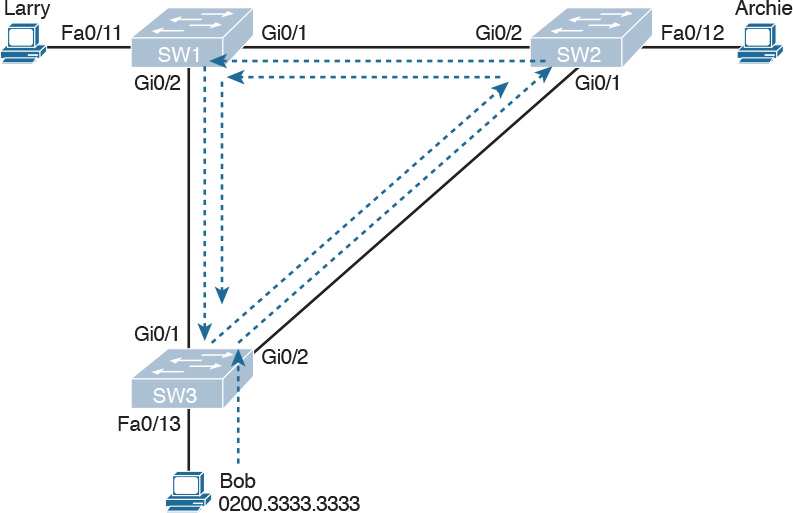 Larry
Archie
Fa0/11
Gi0/1
Gi0/2
Fa0/12
SW1
SW2
Gi0/2
Gi0/1
Gi0/1
Gi0/2
SW3
Fa0/13
Bob
0200.3333.3333